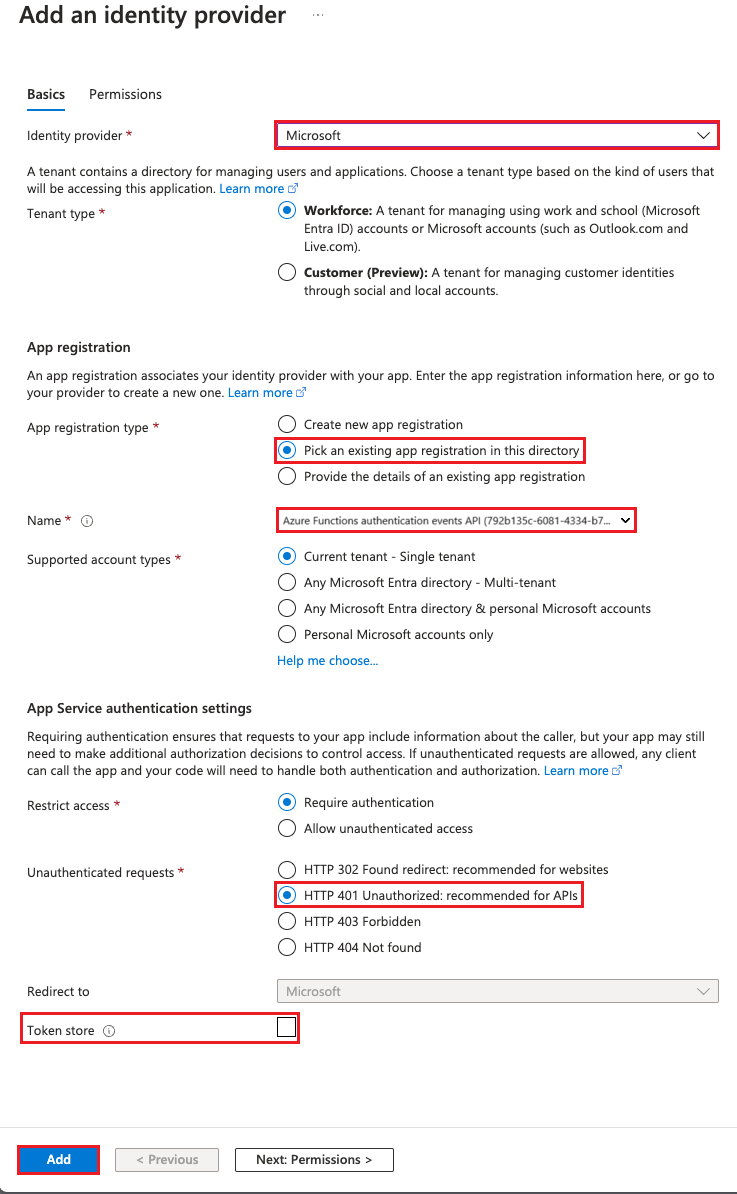 Add an identity provider ...
Basics Permissions
Identity provider * Microsoft
A tenant contains a directory for managing users and applications. Choose a tenant type based on the kind of users that
will be accessing this application. Learn more
Tenant type *
Workforce: A tenant for managing using work and school (Microsoft
Entra ID) accounts or Microsoft accounts (such as Outlook.com and
Live.com).
Customer (Preview): A tenant for managing customer identities
through social and local accounts.
App registration
An app registration associates your identity provider with your app. Enter the app registration information here, or go to
your provider to create a new one. Learn more
App registration type *
Create new app registration
Pick an existing app registration in this directory
Provide the details of an existing app registration
Name * Azure Functions authentication events API (792b135c-6081-4334-b7...
Supported account types *
Current tenant - Single tenant
Any Microsoft Entra directory - Multi-tenant
Any Microsoft Entra directory & personal Microsoft accounts
Personal Microsoft accounts only
Help me choose...
App Service authentication settings
Requiring authentication ensures that requests to your app include information about the caller, but your app may still
need to make additional authorization decisions to control access. If unauthenticated requests are allowed, any client
can call the app and your code will need to handle both authentication and authorization. Learn more
Restrict access *
Require authentication
Allow unauthenticated access
Unauthenticated requests *
HTTP 302 Found redirect: recommended for websites
HTTP 401 Unauthorized: recommended for APIs
HTTP 403 Forbidden
HTTP 404 Not found
Redirect to Microsoft
Token store
Add < Previous Next: Permissions >